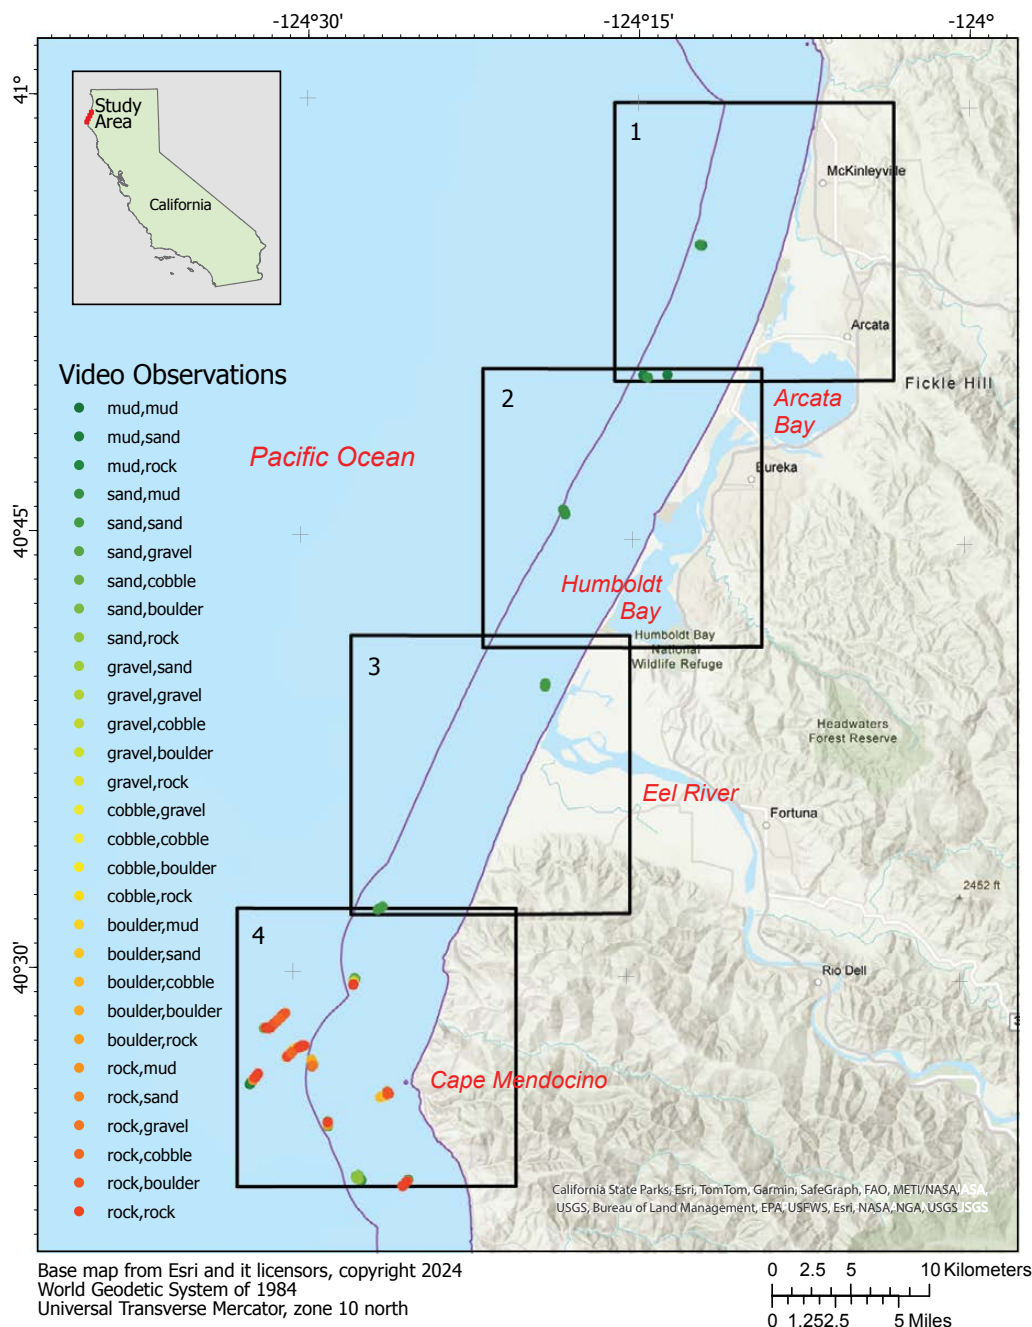 -124°30'
-124°15'
-124°
41°
40°45'
40°30'
Study
Area
California
1
McKinleyville
Arcata
Fickle Hill
Video Observations
mud,mud
mud,sand
mud,rock
sand,mud
sand,sand
sand,gravel
sand,cobble
sand,boulder
sand,rock
gravel,sand
gravel,gravel
gravel,cobble
gravel,boulder
gravel,rock
cobble,gravel
cobble,cobble
cobble,boulder
cobble,rock
boulder,mud
boulder,sand
boulder,cobble
boulder,boulder
boulder,rock
rock,mud
rock,sand
rock,gravel
rock,cobble
rock,boulder
rock,rock
2
Arcata
Bay
Pacific Ocean
Eureka
Humboldt
Bay
Humboldt Bay
National
Wildlife Refuge
3
Headwaters
Forest Reserve
Eel River
Fortuna
2452 ft
4
Rio Dell
Cape Mendocino
California State Parks, Esri, TomTom, Garmin, SafeGraph, FAO, METI/NASA,
USGS, Bureau of Land Management, EPA, USFWS, Esri, NASA, NGA, USGS
Base map from Esri and it licensors, copyright 2024
World Geodetic System of 1984
Universal Transverse Mercator, zone 10 north
0 2.5 5 10 Kilometers
0 1.25 2.5 5 Miles